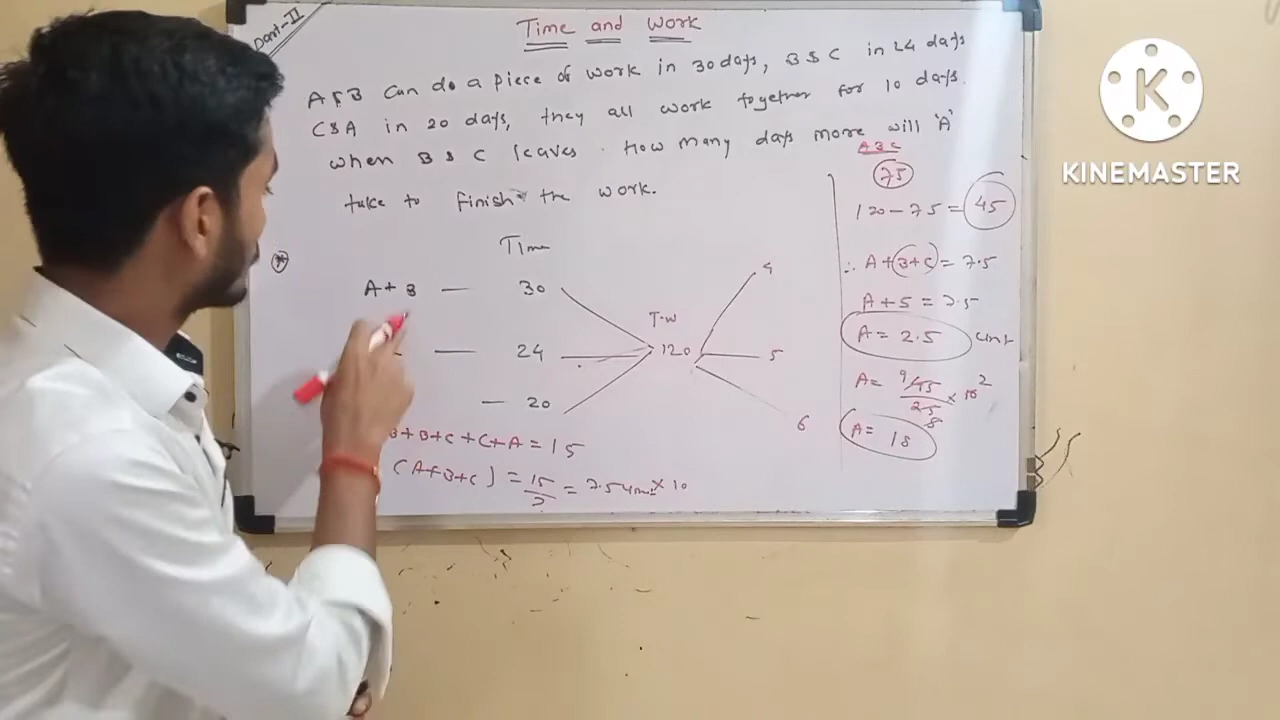 Part-II
Time and Work
A & B Can do a piece of work in 30 days, B & C in 24 days
C & A in 20 days, they all work together for 10 days.
when B & C leaves. How many days more will 'A'
take to finish the work.
Time
A+B — 30
— 24
— 20
T.W
120
4
5
6
B+B+C+C+A = 15
(A+B+C) = 15/2 = 7.5 unit × 10
A B C
75
120-75 = 45
∴ A+(B+C) = 7.5
A+5 = 7.5
A = 2.5 unit
A = 45/25 × 10
9
2
A = 18
K
KINEMASTER